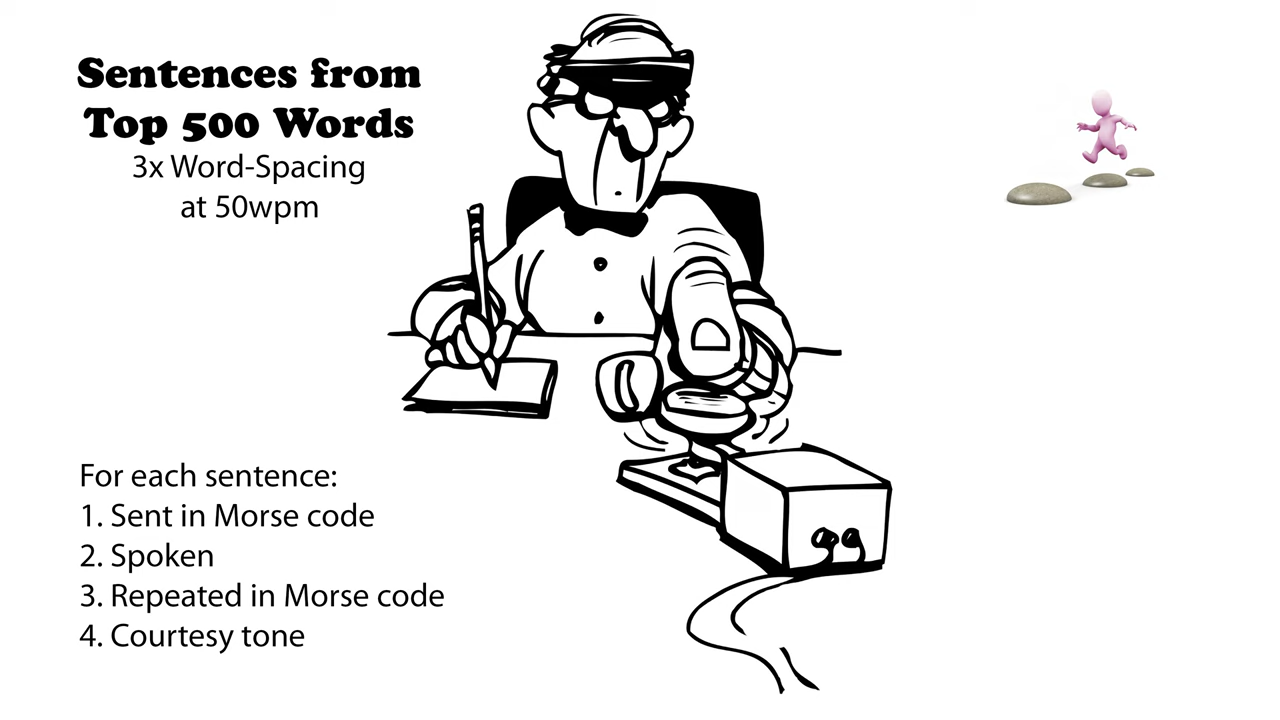 Sentences from
Top 500 Words
3x Word-Spacing
at 50wpm
For each sentence:
1. Sent in Morse code
2. Spoken
3. Repeated in Morse code
4. Courtesy tone